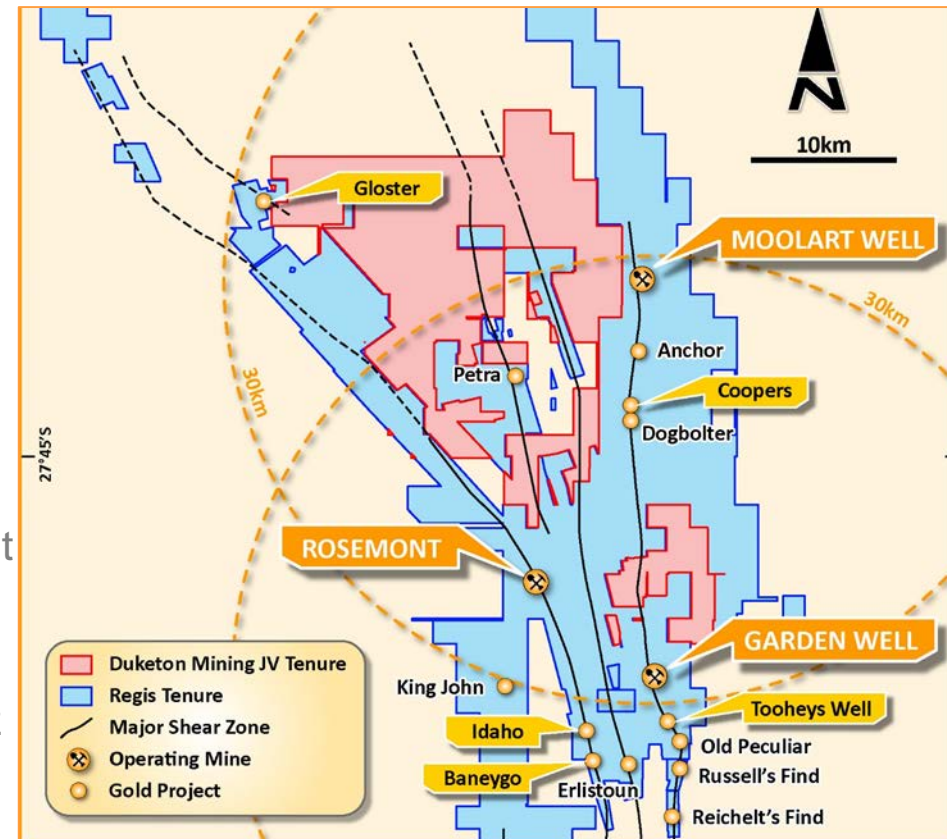 N
10km
Gloster
MOOLART WELL
30km
30km
Anchor
Petra
Coopers
Dogbolter
27°45'S
t
ROSEMONT
GARDEN WELL
Duketon Mining JV Tenure
Regis Tenure
Major Shear Zone
Operating Mine
Gold Project
King John
Idaho
Baneygo
Erlistoun
Tooheys Well
Old Peculiar
Russell's Find
Reichelt's Find